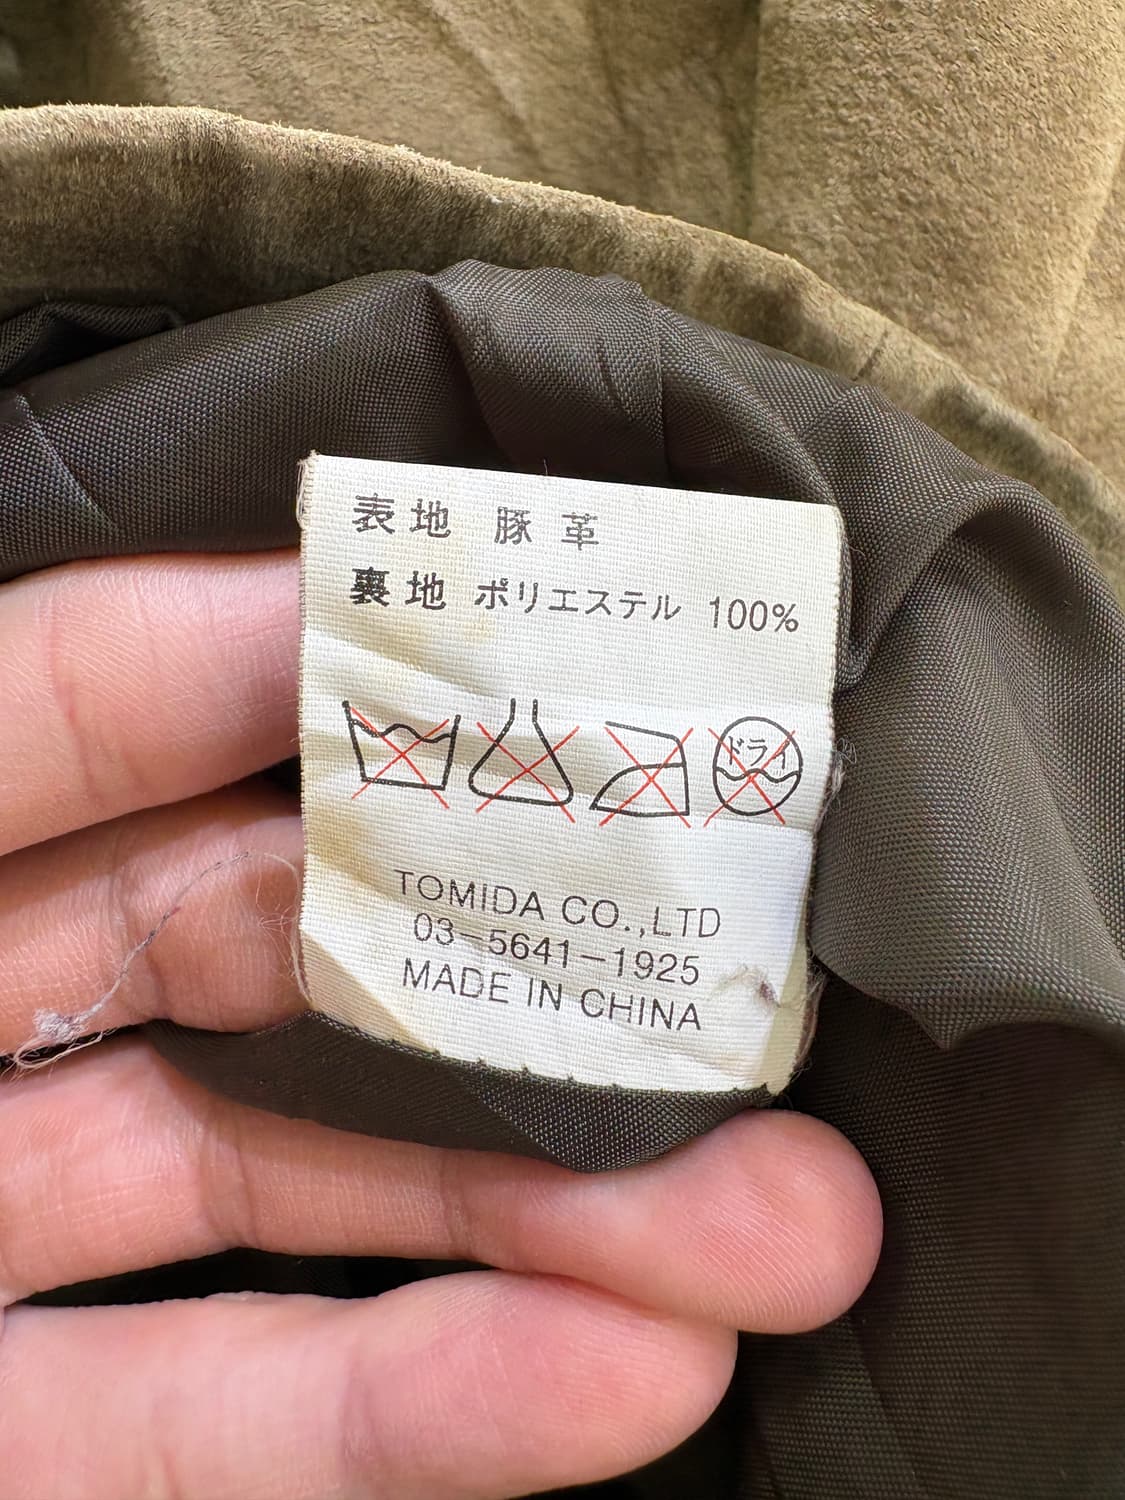 表地 豚革
裏地 ポリエステル 100%
ドライ
TOMIDA CO.,LTD
03-5641-1925
MADE IN CHINA